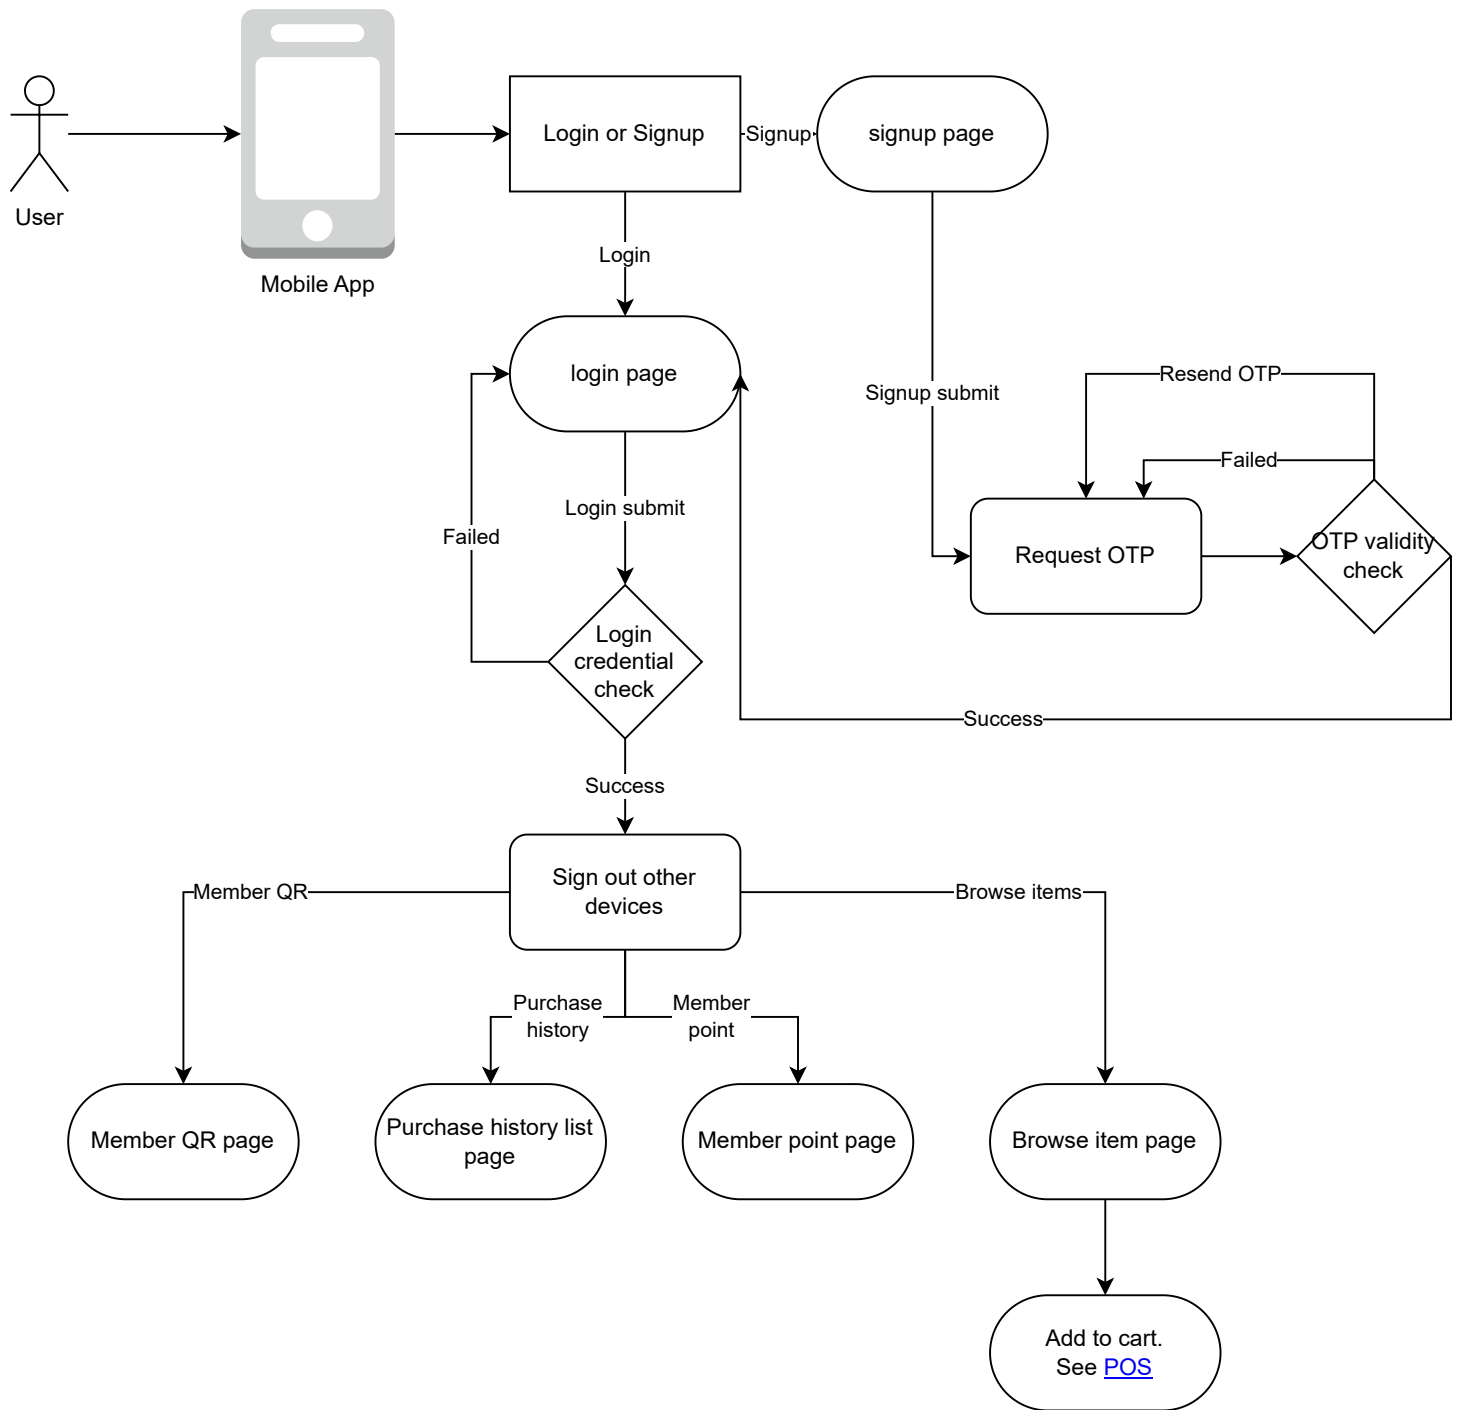 User
Mobile App
Login or Signup
Signup
signup page
Login
login page
Signup submit
Resend OTP
Failed
Login submit
Failed
Request OTP
OTP validity
check
Login
credential
check
Success
Success
Sign out other
devices
Member QR
Browse items
Purchase
history
Member
point
Member QR page
Purchase history list
page
Member point page
Browse item page
Add to cart.
See POS